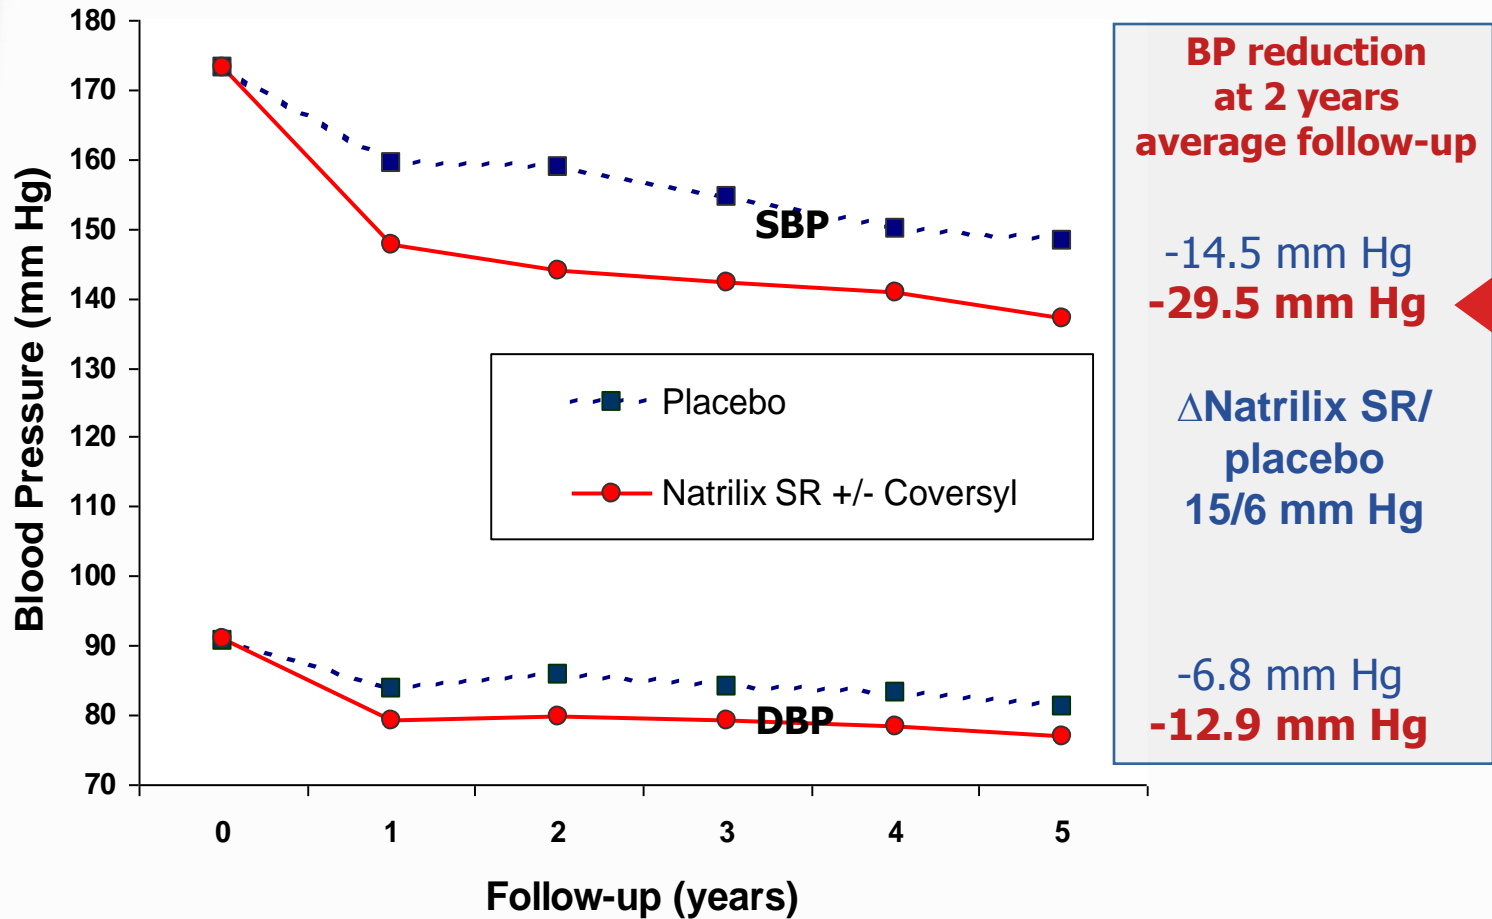 180
170
160
150
140
130
120
110
100
90
80
70
Blood Pressure (mm Hg)
SBP
Placebo
Natrilix SR +/- Coversyl
DBP
0 1 2 3 4 5
Follow-up (years)
BP reduction
at 2 years
average follow-up
-14.5 mm Hg
-29.5 mm Hg
ΔNatrilix SR/
placebo
15/6 mm Hg
-6.8 mm Hg
-12.9 mm Hg